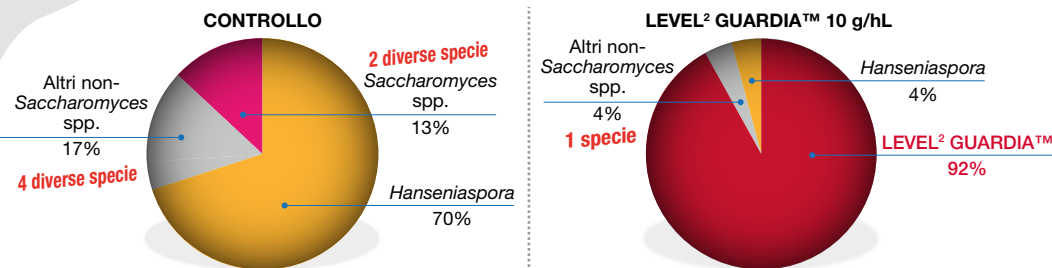 CONTROLLO
2 diverse specie
Saccharomyces
spp.
13%
Altri non-
Saccharomyces
spp.
17%
4 diverse specie
Hanseniaspora
70%
LEVEL² GUARDIA™ 10 g/hL
Altri non-
Saccharomyces
spp.
4%
1 specie
Hanseniaspora
4%
LEVEL² GUARDIA™
92%